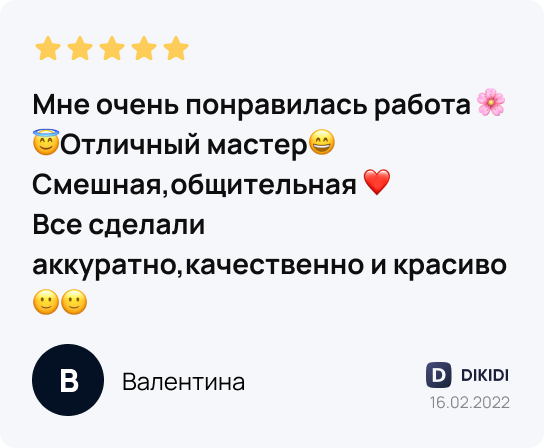 Мне очень понравилась работа 🌸
😇Отличный мастер😄
Смешная,общительная ❤️
Все сделали
аккуратно,качественно и красиво
🙂🙂
В
Валентина
D DIKIDI
16.02.2022